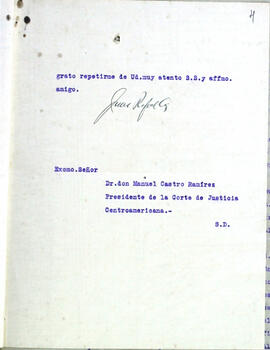 4
grato repetirme de Ud.muy atento S.S.y affmo.
amigo.
Exomo.Señor
Dr.don Manuel Castro Ramírez
Presidente de la Corte de Justicia
Centroamericana.-
S.D.